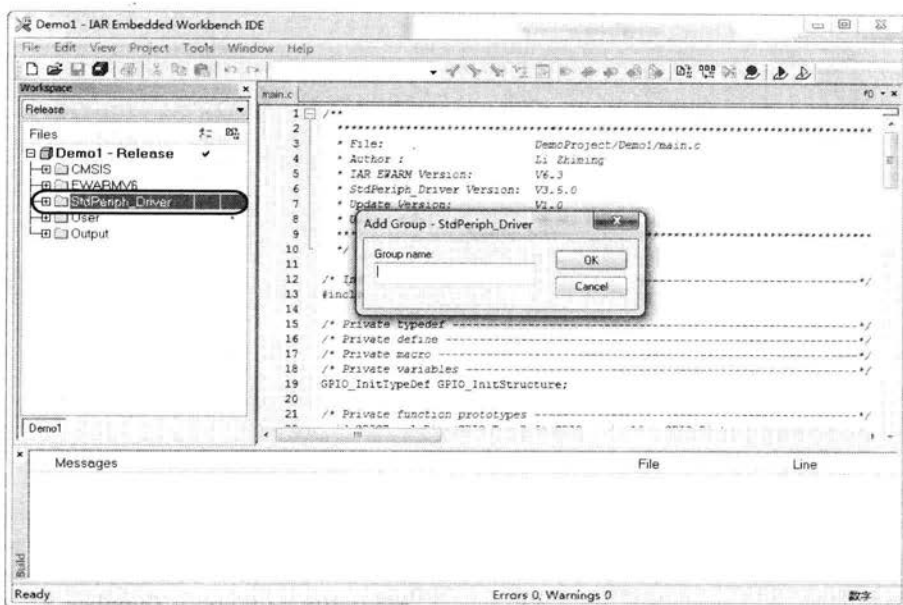 Demo1 - IAR Embedded Workbench IDE
File Edit View Project Tools Window Help
Workspace
Release
Files
Demo1 - Release
CMSIS
EWARMV6
StdPeriph_Driver
User
Output
Demo1
main.c
f()
1 /**
2 ******************************************************************************
3 * File: DemoProject/Demo1/main.c
4 * Author : Li Zhiming
5 * IAR EWARM Version: V6.3
6 * StdPeriph_Driver Version: V3.5.0
7 * Update Version: V1.0
8 *
9 ***
10 */
11
12 /* In
13 #incl
14
15 /* Private typedef -----------------------------------------------------------*/
16 /* Private define ------------------------------------------------------------*/
17 /* Private macro -------------------------------------------------------------*/
18 /* Private variables ---------------------------------------------------------*/
19 GPIO_InitTypeDef GPIO_InitStructure;
20
21 /* Private function prototypes -----------------------------------------------*/
Add Group - StdPeriph_Driver
Group name:
OK
Cancel
Messages File Line
Build
Ready Errors 0, Warnings 0 数字